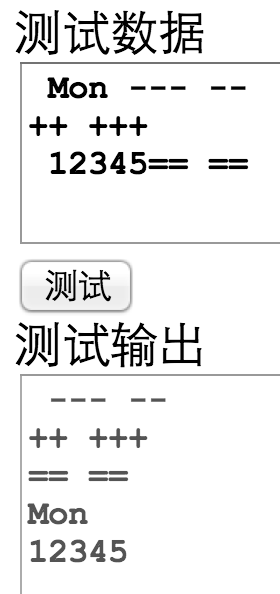 测试数据
 Mon --- --
++ +++
 12345== ==
测试
测试输出
 --- --
++ +++
== ==
Mon
12345